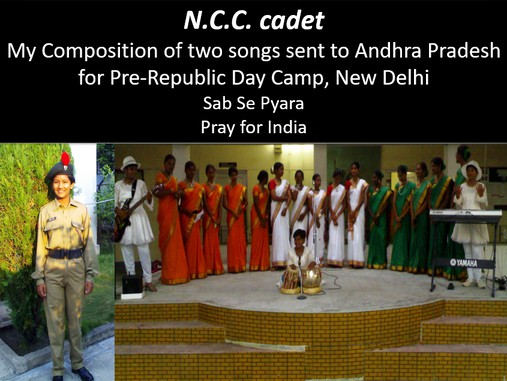 N.C.C. cadet
My Composition of two songs sent to Andhra Pradesh
for Pre-Republic Day Camp, New Delhi
Sab Se Pyara
Pray for India
YAMAHA